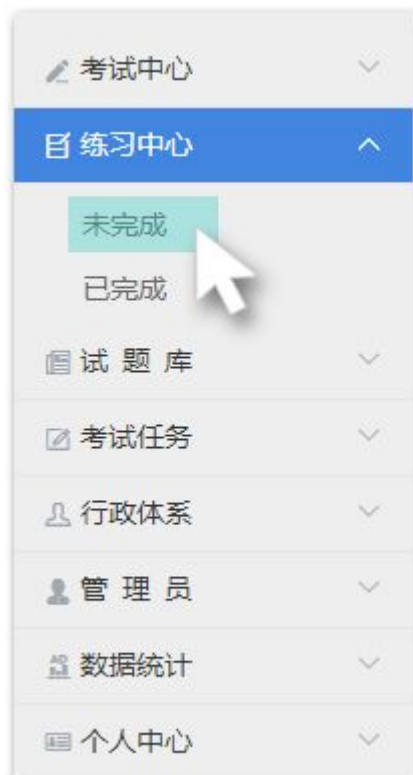 考试中心
练习中心
未完成
已完成
试 题 库
考试任务
行政体系
管 理 员
数据统计
个人中心